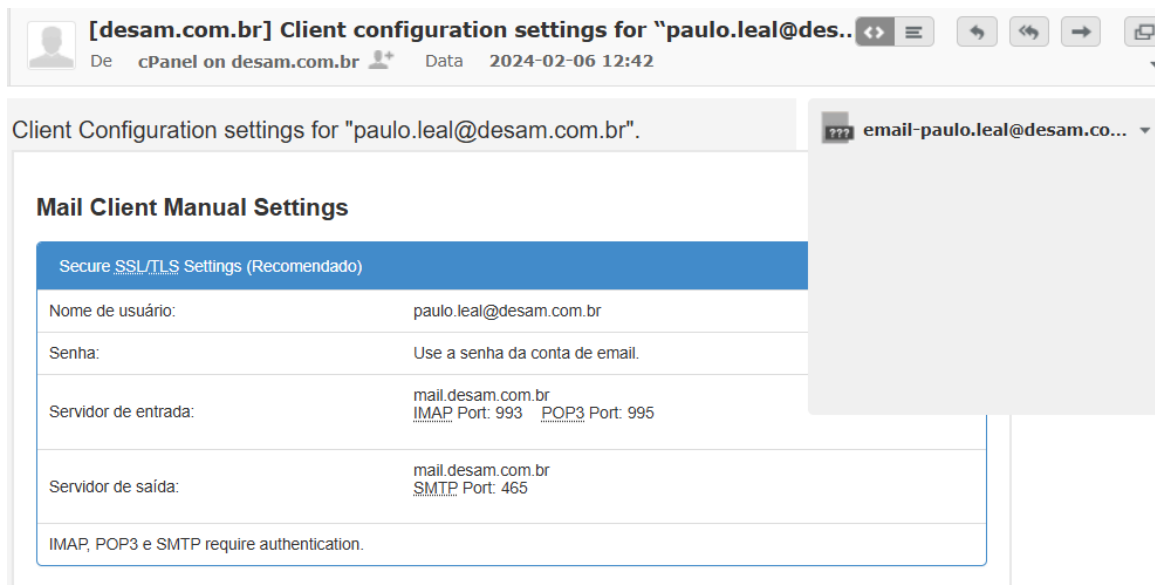 [desam.com.br] Client configuration settings for “paulo.leal@des..
De cPanel on desam.com.br Data 2024-02-06 12:42
Client Configuration settings for "paulo.leal@desam.com.br".
??? email-paulo.leal@desam.co...
Mail Client Manual Settings
Secure SSL/TLS Settings (Recomendado)
Nome de usuário: paulo.leal@desam.com.br
Senha: Use a senha da conta de email.
Servidor de entrada: mail.desam.com.br
IMAP Port: 993 POP3 Port: 995
Servidor de saída: mail.desam.com.br
SMTP Port: 465
IMAP, POP3 e SMTP require authentication.